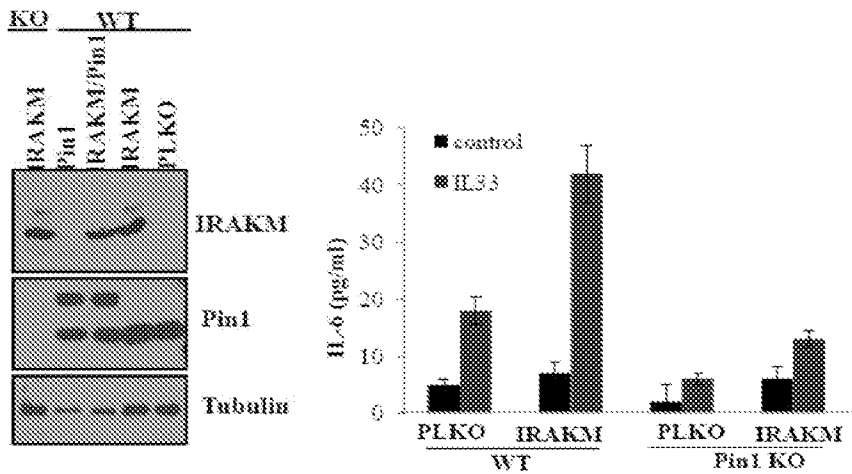 KO WT
IRAKM
Pin1
IRAKM/Pin1
IRAKM
PLKO
IRAKM
Pin1
Tubulin
IL-6 (pg/ml)
50
40
30
20
10
0
control
IL33
PLKO IRAKM PLKO IRAKM
WT Pin1 KO